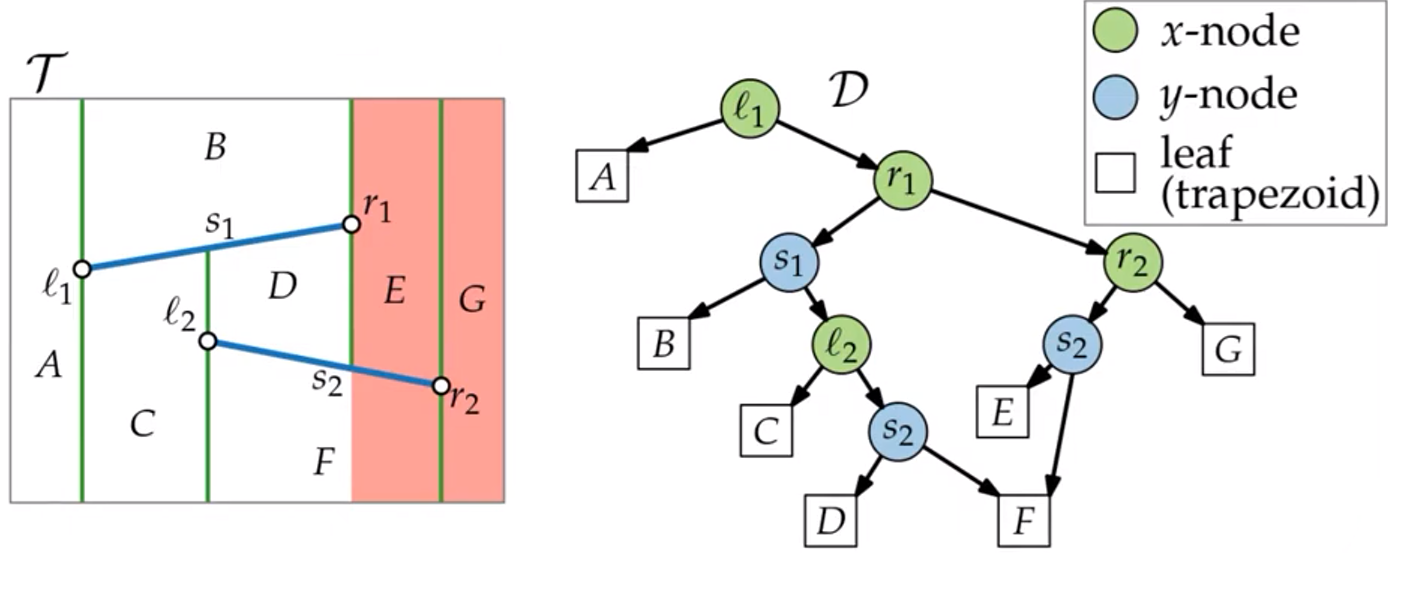 𝒯
B
s₁
r₁
ℓ₁
D
E
G
ℓ₂
A
s₂
r₂
C
F
𝒟
ℓ₁
A
r₁
s₁
r₂
B
ℓ₂
s₂
G
C
s₂
E
D
F
x-node
y-node
leaf
(trapezoid)